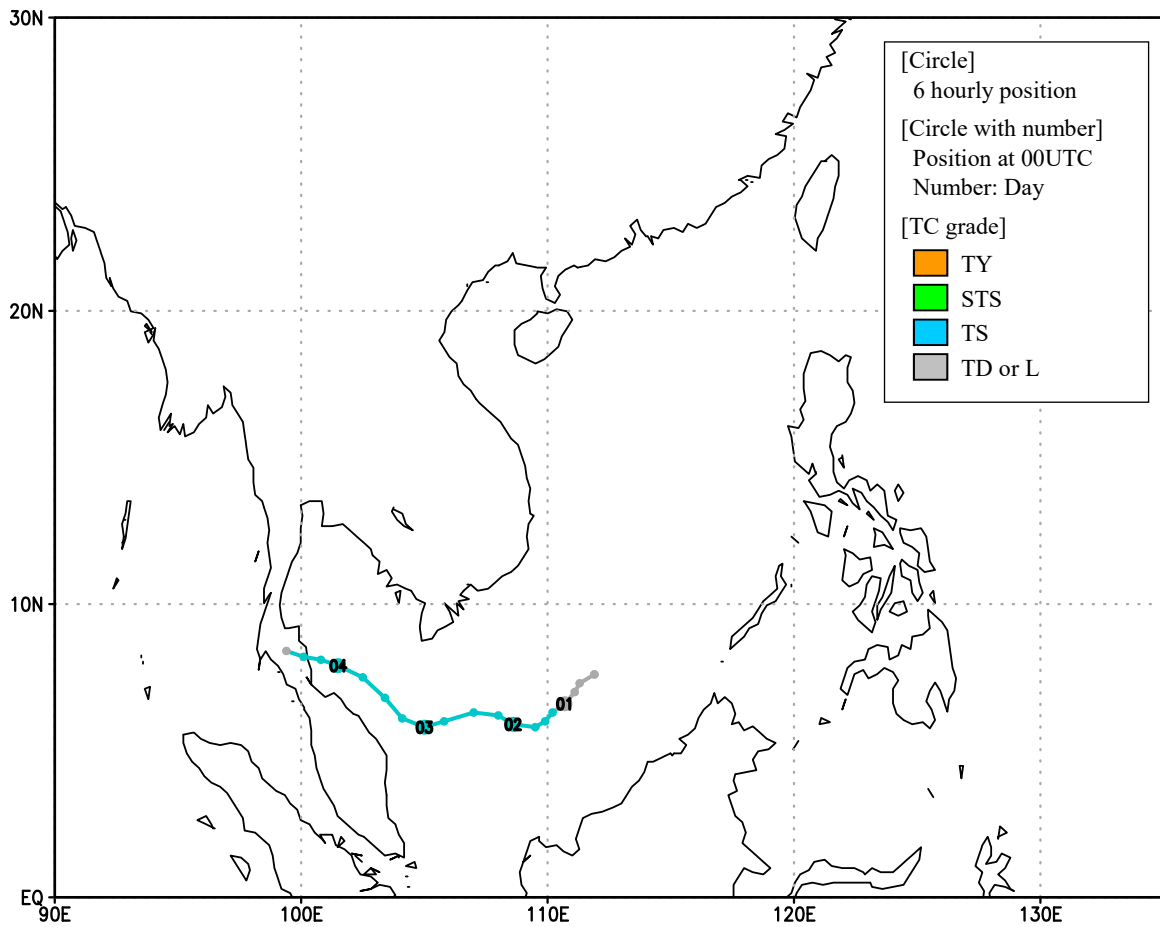 30N
[Circle]
6 hourly position
[Circle with number]
Position at 00UTC
Number: Day
[TC grade]
TY
STS
TS
TD or L
20N
10N
04
01
03
02
EQ
90E 100E 110E 120E 130E